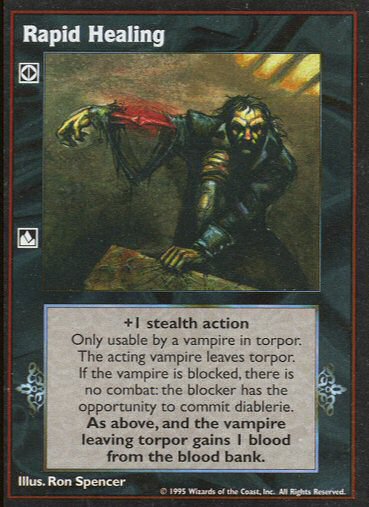 Rapid Healing
+1 stealth action
Only usable by a vampire in torpor.
The acting vampire leaves torpor.
If the vampire is blocked, there is
no combat: the blocker has the
opportunity to commit diablerie.
As above, and the vampire
leaving torpor gains 1 blood
from the blood bank.
Illus. Ron Spencer
© 1995 Wizards of the Coast, Inc. All Rights Reserved.